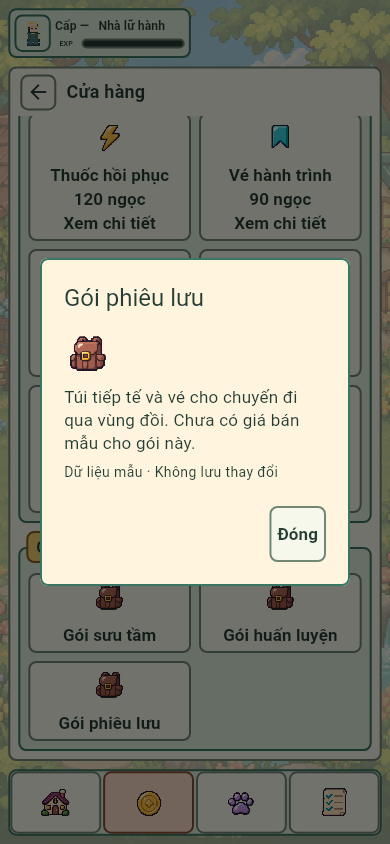 Cấp — Nhà lữ hành
EXP
Cửa hàng
Thuốc hồi phục
120 ngọc
Xem chi tiết
Vé hành trình
90 ngọc
Xem chi tiết
Gói phiêu lưu
Túi tiếp tế và vé cho chuyến đi
qua vùng đồi. Chưa có giá bán
mẫu cho gói này.
Dữ liệu mẫu · Không lưu thay đổi
Đóng
Gói sưu tầm
Gói huấn luyện
Gói phiêu lưu